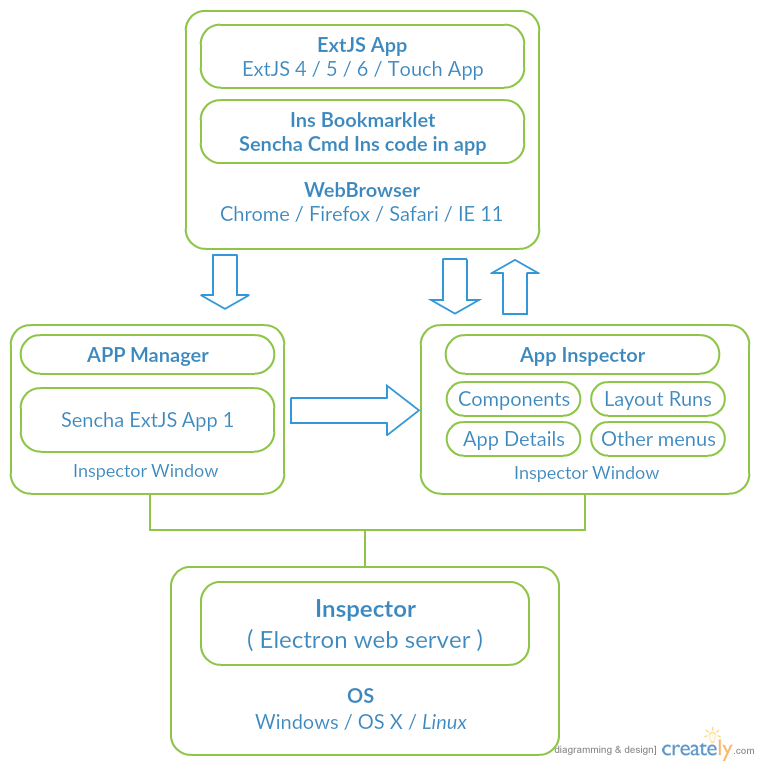 ExtJS App
ExtJS 4 / 5 / 6 / Touch App
Ins Bookmarklet
Sencha Cmd Ins code in app
WebBrowser
Chrome / Firefox / Safari / IE 11
APP Manager
Sencha ExtJS App 1
Inspector Window
App Inspector
Components
Layout Runs
App Details
Other menus
Inspector Window
Inspector
( Electron web server )
OS
Windows / OS X / Linux
diagramming & design] creately.com